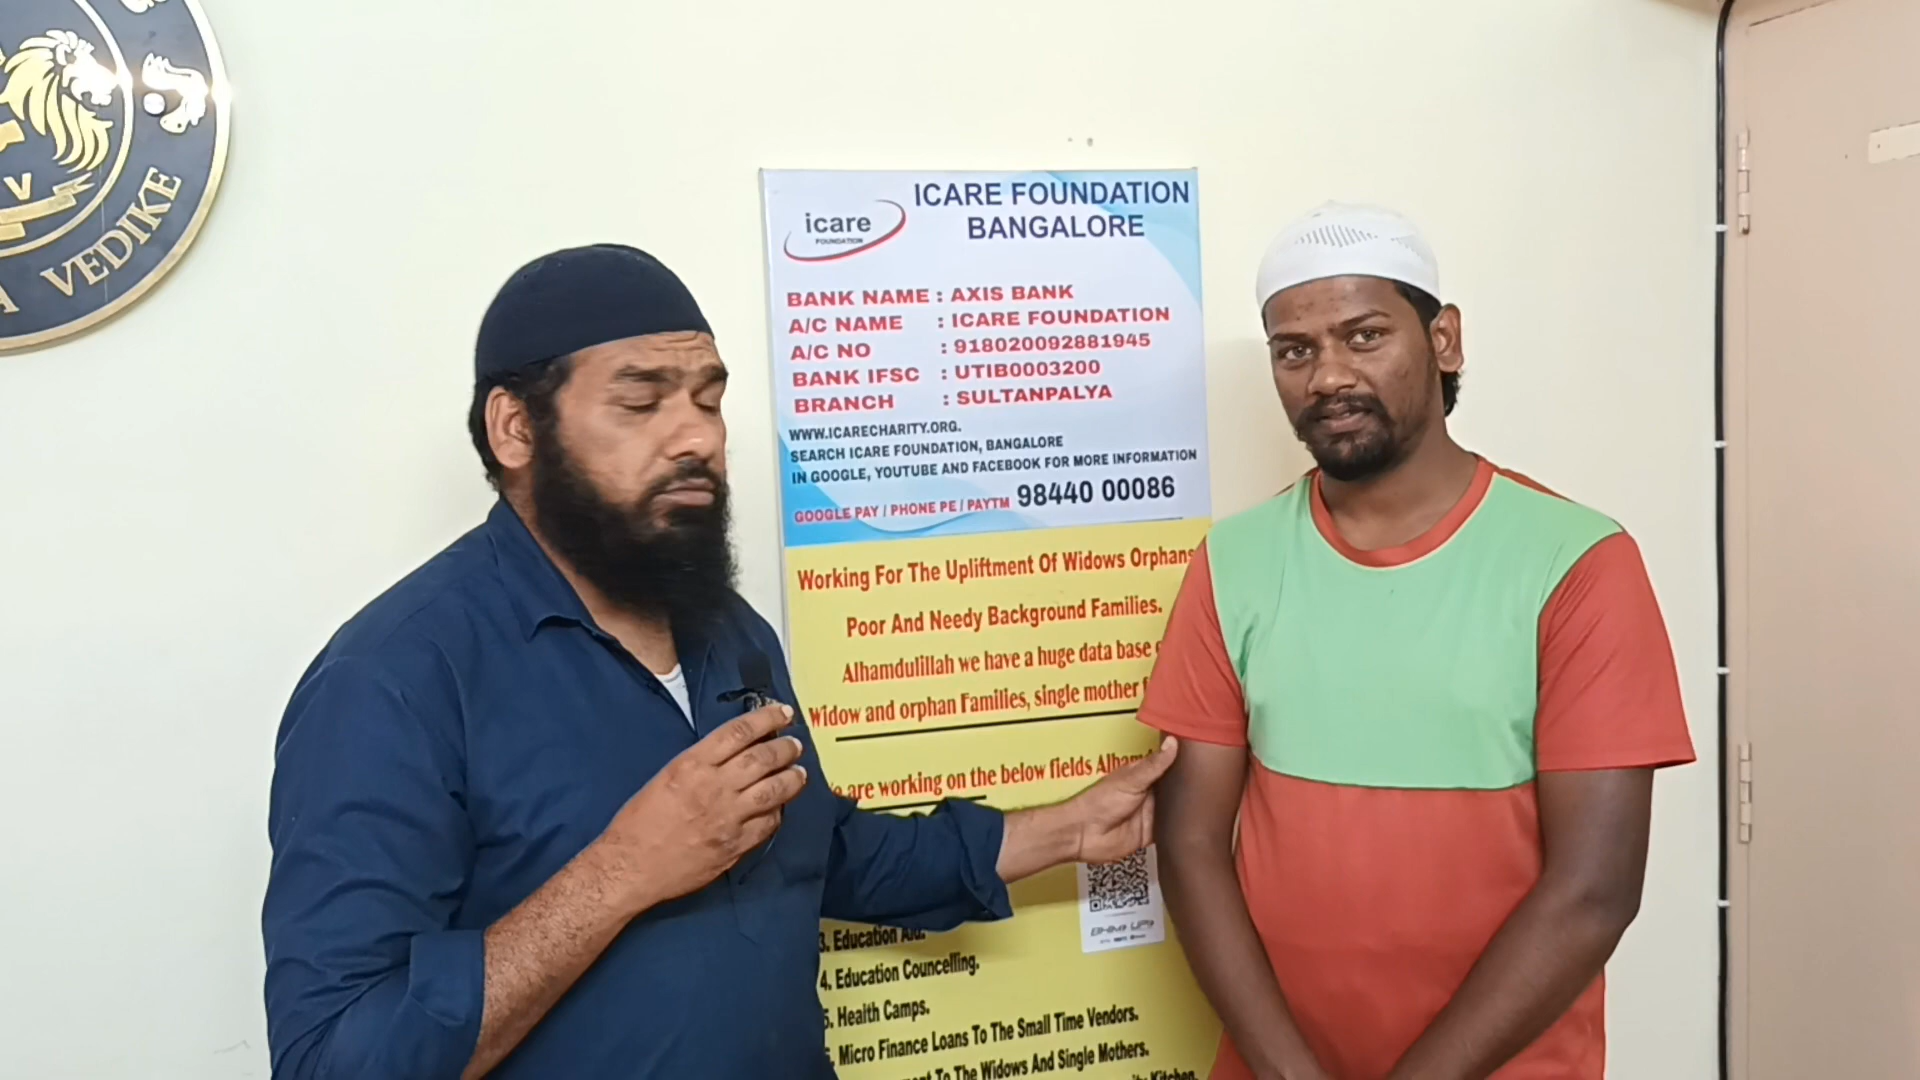 V
VEDIKE
icare
FOUNDATION
ICARE FOUNDATION
BANGALORE
BANK NAME : AXIS BANK
A/C NAME : ICARE FOUNDATION
A/C NO : 918020092881945
BANK IFSC : UTIB0003200
BRANCH : SULTANPALYA
WWW.ICARECHARITY.ORG.
SEARCH ICARE FOUNDATION, BANGALORE
IN GOOGLE, YOUTUBE AND FACEBOOK FOR MORE INFORMATION
GOOGLE PAY / PHONE PE / PAYTM 98440 00086
Working For The Upliftment Of Widows Orphans
Poor And Needy Background Families.
Alhamdulillah we have a huge data base
Widow and orphan Families, single mother
are working on the below fields
BHIM UPI
3. Education Aid.
4. Education Councelling.
5. Health Camps.
Micro Finance Loans To The Small Time Vendors.
To The Widows And Single Mothers.
Kitchen.